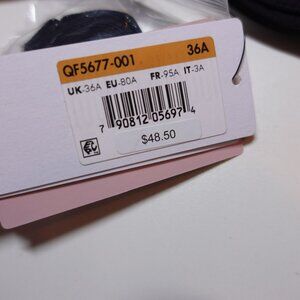 QF5677-001 36A
UK-36A EU-80A FR-95A IT-3A
7 90812 05697 4
$48.50